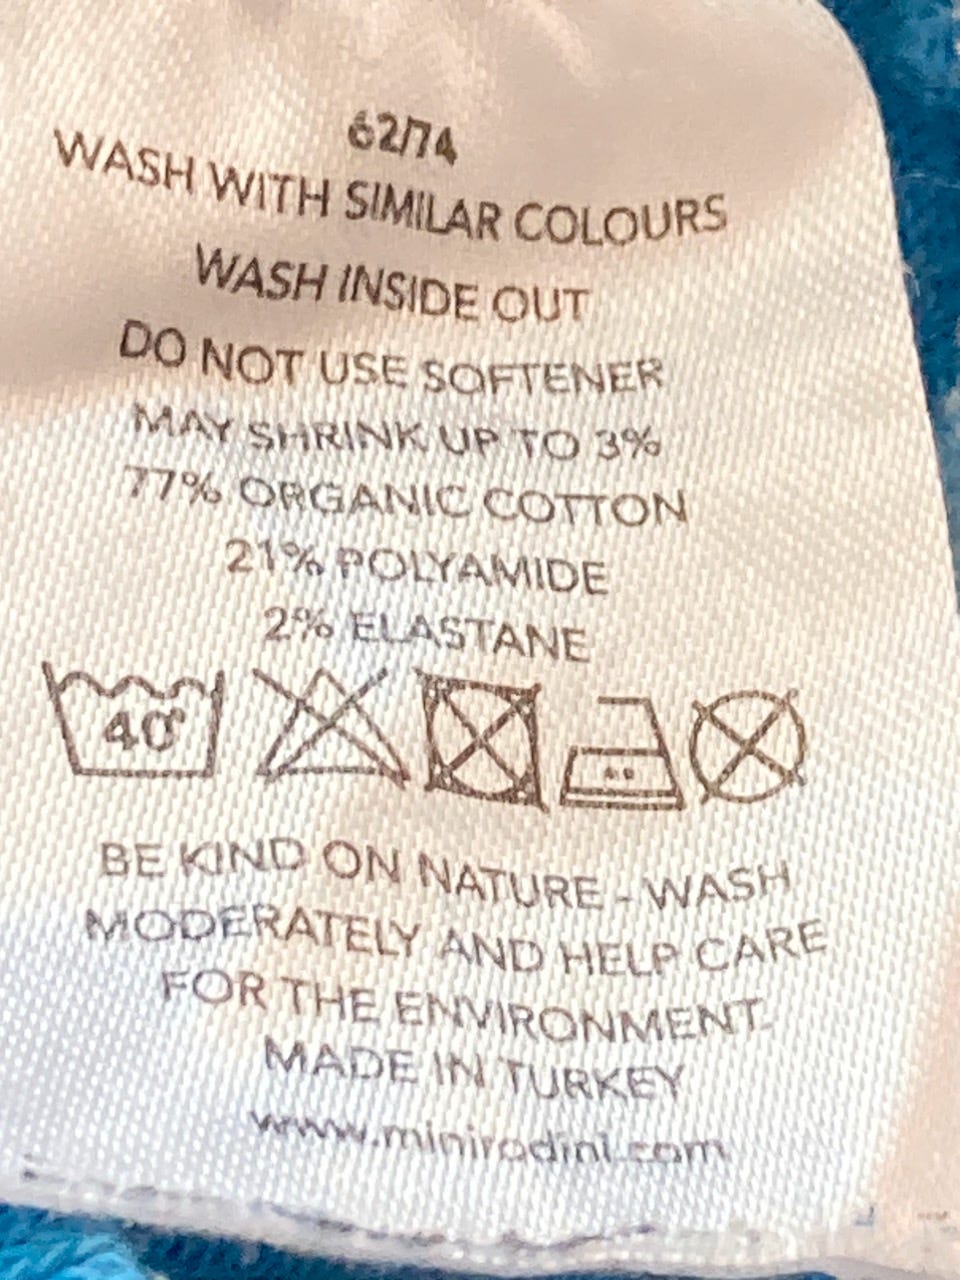 62/74
WASH WITH SIMILAR COLOURS
WASH INSIDE OUT
DO NOT USE SOFTENER
MAY SHRINK UP TO 3%
77% ORGANIC COTTON
21% POLYAMIDE
2% ELASTANE
40°
BE KIND ON NATURE - WASH
MODERATELY AND HELP CARE
FOR THE ENVIRONMENT.
MADE IN TURKEY
www.minirodini.com